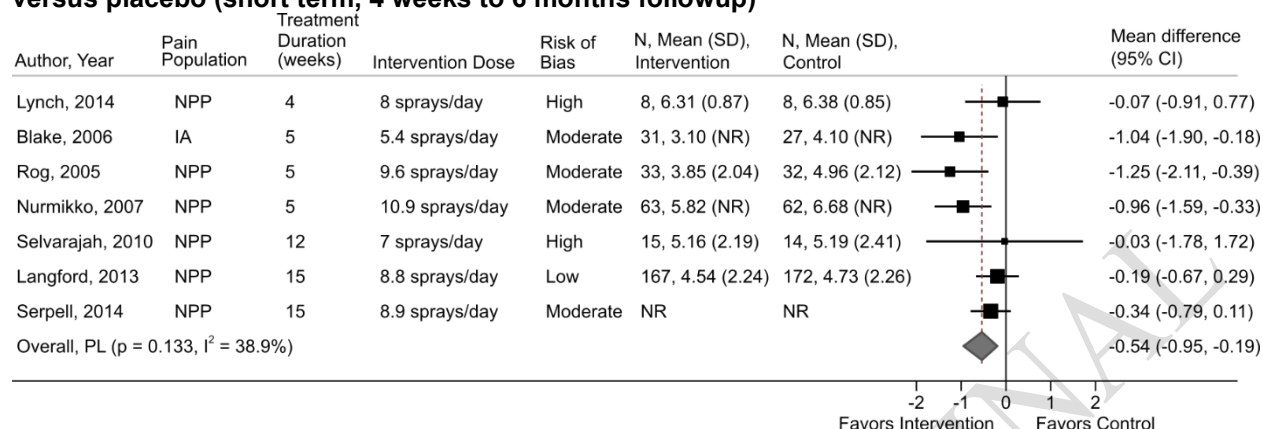 versus placebo (short term, 4 weeks to 6 months followup)
Author, Year Pain Population Treatment Duration (weeks) Intervention Dose Risk of Bias N, Mean (SD), Intervention N, Mean (SD), Control Mean difference (95% CI)
Lynch, 2014 NPP 4 8 sprays/day High 8, 6.31 (0.87) 8, 6.38 (0.85) -0.07 (-0.91, 0.77)
Blake, 2006 IA 5 5.4 sprays/day Moderate 31, 3.10 (NR) 27, 4.10 (NR) -1.04 (-1.90, -0.18)
Rog, 2005 NPP 5 9.6 sprays/day Moderate 33, 3.85 (2.04) 32, 4.96 (2.12) -1.25 (-2.11, -0.39)
Nurmikko, 2007 NPP 5 10.9 sprays/day Moderate 63, 5.82 (NR) 62, 6.68 (NR) -0.96 (-1.59, -0.33)
Selvarajah, 2010 NPP 12 7 sprays/day High 15, 5.16 (2.19) 14, 5.19 (2.41) -0.03 (-1.78, 1.72)
Langford, 2013 NPP 15 8.8 sprays/day Low 167, 4.54 (2.24) 172, 4.73 (2.26) -0.19 (-0.67, 0.29)
Serpell, 2014 NPP 15 8.9 sprays/day Moderate NR NR -0.34 (-0.79, 0.11)
Overall, PL (p = 0.133, I² = 38.9%) -0.54 (-0.95, -0.19)
-2 -1 0 1 2
Favors Intervention Favors Control